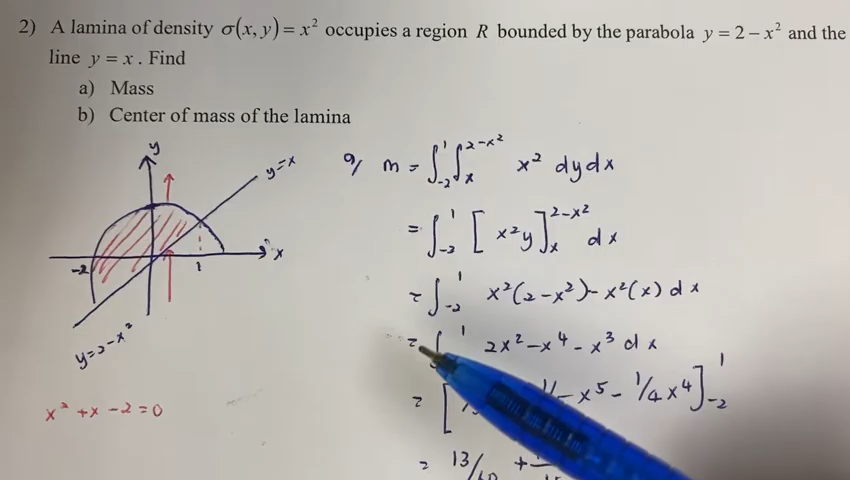 2) A lamina of density σ(x, y) = x² occupies a region R bounded by the parabola y = 2 − x² and the
line y = x. Find
a) Mass
b) Center of mass of the lamina
y
y=x
x
-2
1
y=2-x²
x²+x-2=0
a/ m = ∫₋₂¹ ∫ₓ^(2-x²) x² dy dx
= ∫₋₂¹ [x²y]ₓ^(2-x²) dx
= ∫₋₂¹ x²(2-x²) - x²(x) dx
= ∫ ¹ 2x² - x⁴ - x³ dx
= [ x⁵ - 1/4 x⁴]₋₂¹
= 13/ +